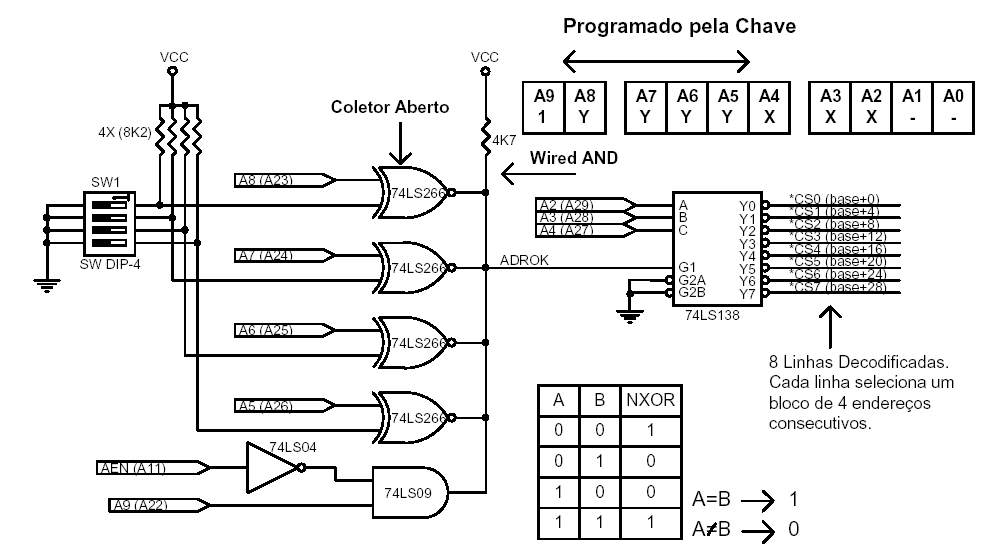 Programado pela Chave
VCC
VCC
A9 A8 A7 A6 A5 A4 A3 A2 A1 A0
1 Y Y Y Y X X X - -
Coletor Aberto
4X (8K2)
4K7
Wired AND
SW1
SW DIP-4
A8 (A23)
74LS266
A7 (A24)
74LS266
A6 (A25)
74LS266
A5 (A26)
74LS266
AEN (A11)
74LS04
A9 (A22)
74LS09
ADROK
A2 (A29)
A3 (A28)
A4 (A27)
A
B
C
G1
G2A
G2B
Y0
Y1
Y2
Y3
Y4
Y5
Y6
Y7
74LS138
*CS0 (base+0)
*CS1 (base+4)
*CS2 (base+8)
*CS3 (base+12)
*CS4 (base+16)
*CS5 (base+20)
*CS6 (base+24)
*CS7 (base+28)
8 Linhas Decodificadas.
Cada linha seleciona um
bloco de 4 endereços
consecutivos.
A B NXOR
0 0 1
0 1 0
1 0 0
1 1 1
A=B → 1
A≠B → 0